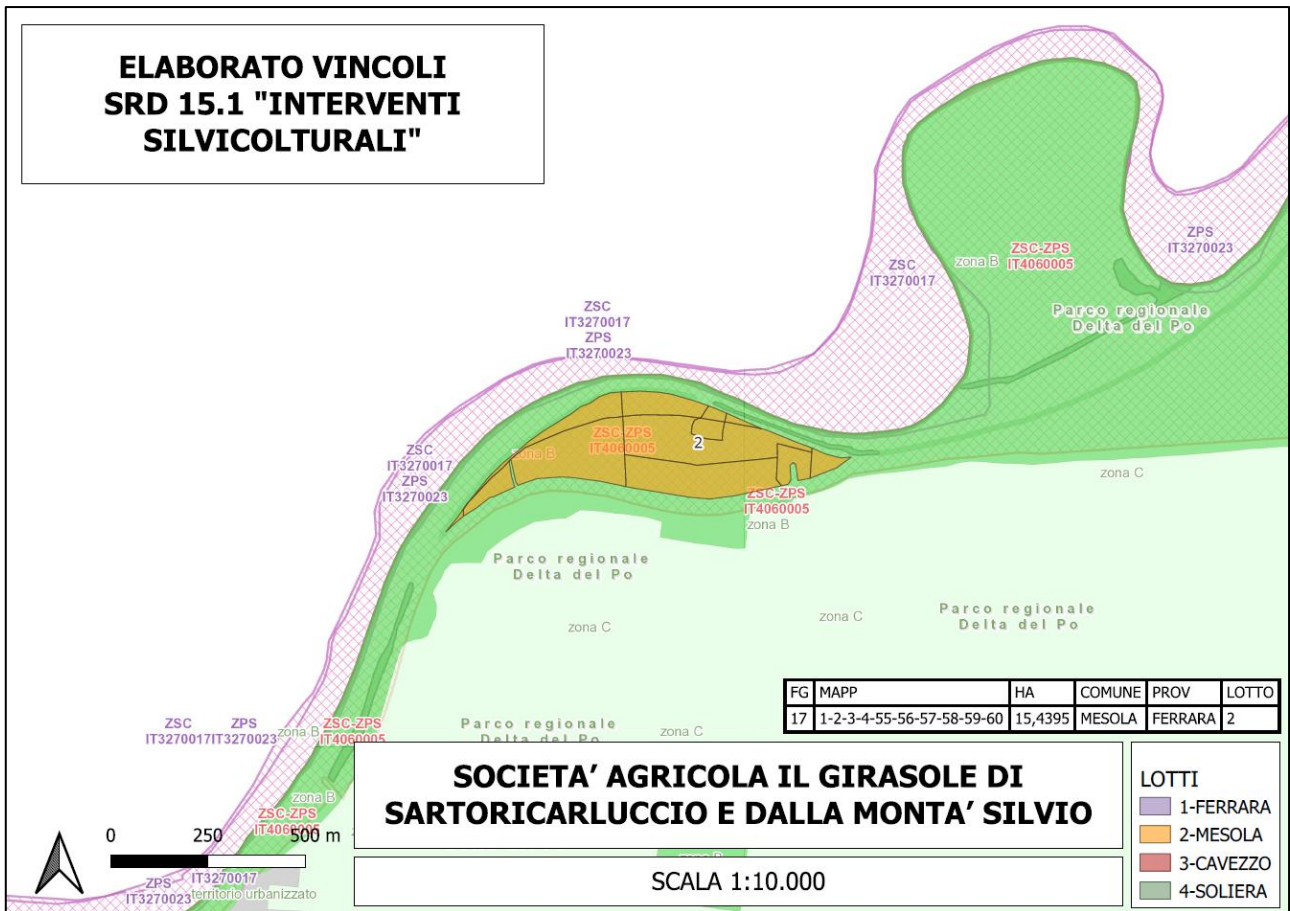 ELABORATO VINCOLI
SRD 15.1 "INTERVENTI
SILVICOLTURALI"
ZPS
IT3270023
ZSC-ZPS
IT4060005
zona B
ZSC
IT3270017
Parco regionale
Delta del Po
ZSC
IT3270017
ZPS
IT3270023
ZSC-ZPS
IT4060005
2
zona B
ZSC
IT3270017
ZPS
IT3270023
zona C
ZSC-ZPS
IT4060005
zona B
Parco regionale
Delta del Po
zona C
zona C
Parco regionale
Delta del Po
FG MAPP HA COMUNE PROV LOTTO
17 1-2-3-4-55-56-57-58-59-60 15,4395 MESOLA FERRARA 2
ZSC ZPS
IT3270017IT3270023
zona B
ZSC-ZPS
IT4060005
Parco regionale
Delta del Po
zona C
SOCIETA’ AGRICOLA IL GIRASOLE DI
SARTORICARLUCCIO E DALLA MONTA’ SILVIO
LOTTI
1-FERRARA
2-MESOLA
3-CAVEZZO
4-SOLIERA
zona B
ZSC-ZPS
IT4060005
0 250 500 m
zona B
SCALA 1:10.000
ZPS
IT3270023
IT3270017
territorio urbanizzato